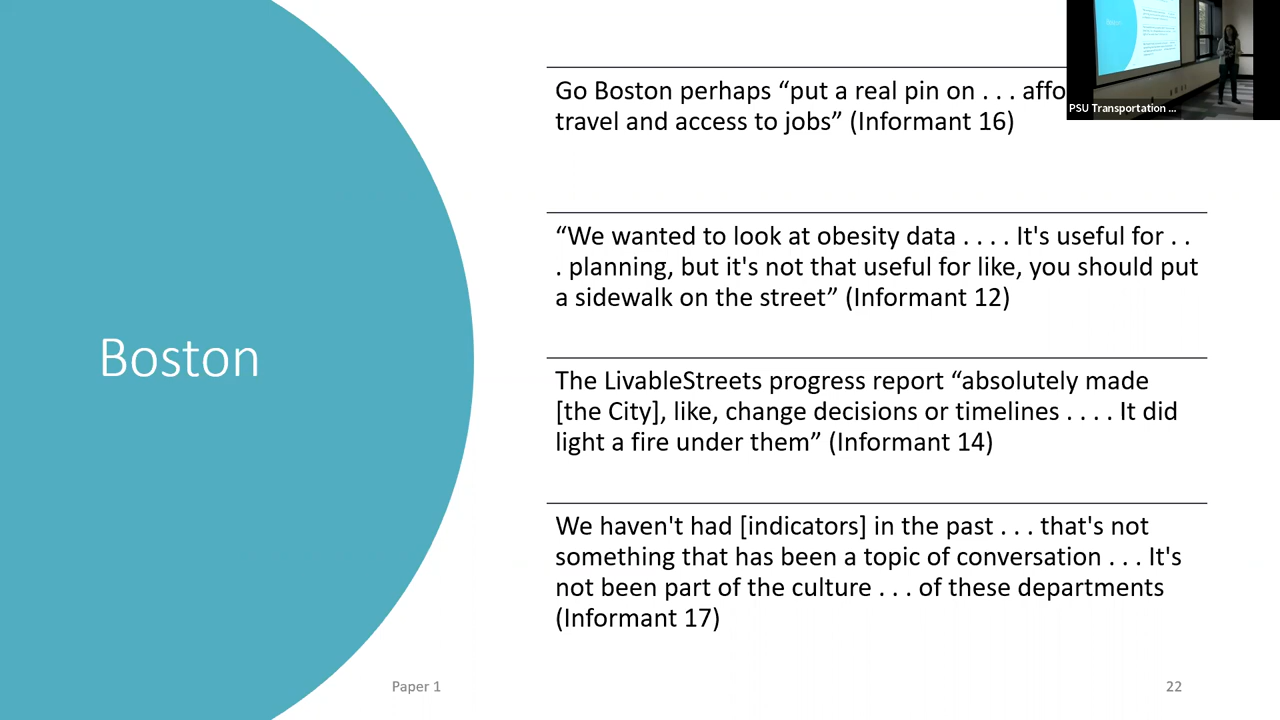 Go Boston perhaps “put a real pin on . . . affo
travel and access to jobs” (Informant 16)
PSU Transportation ...
“We wanted to look at obesity data . . . . It's useful for . .
. planning, but it's not that useful for like, you should put
a sidewalk on the street” (Informant 12)
Boston
The LivableStreets progress report “absolutely made
[the City], like, change decisions or timelines . . . . It did
light a fire under them” (Informant 14)
We haven't had [indicators] in the past . . . that's not
something that has been a topic of conversation . . . It's
not been part of the culture . . . of these departments
(Informant 17)
Paper 1
22